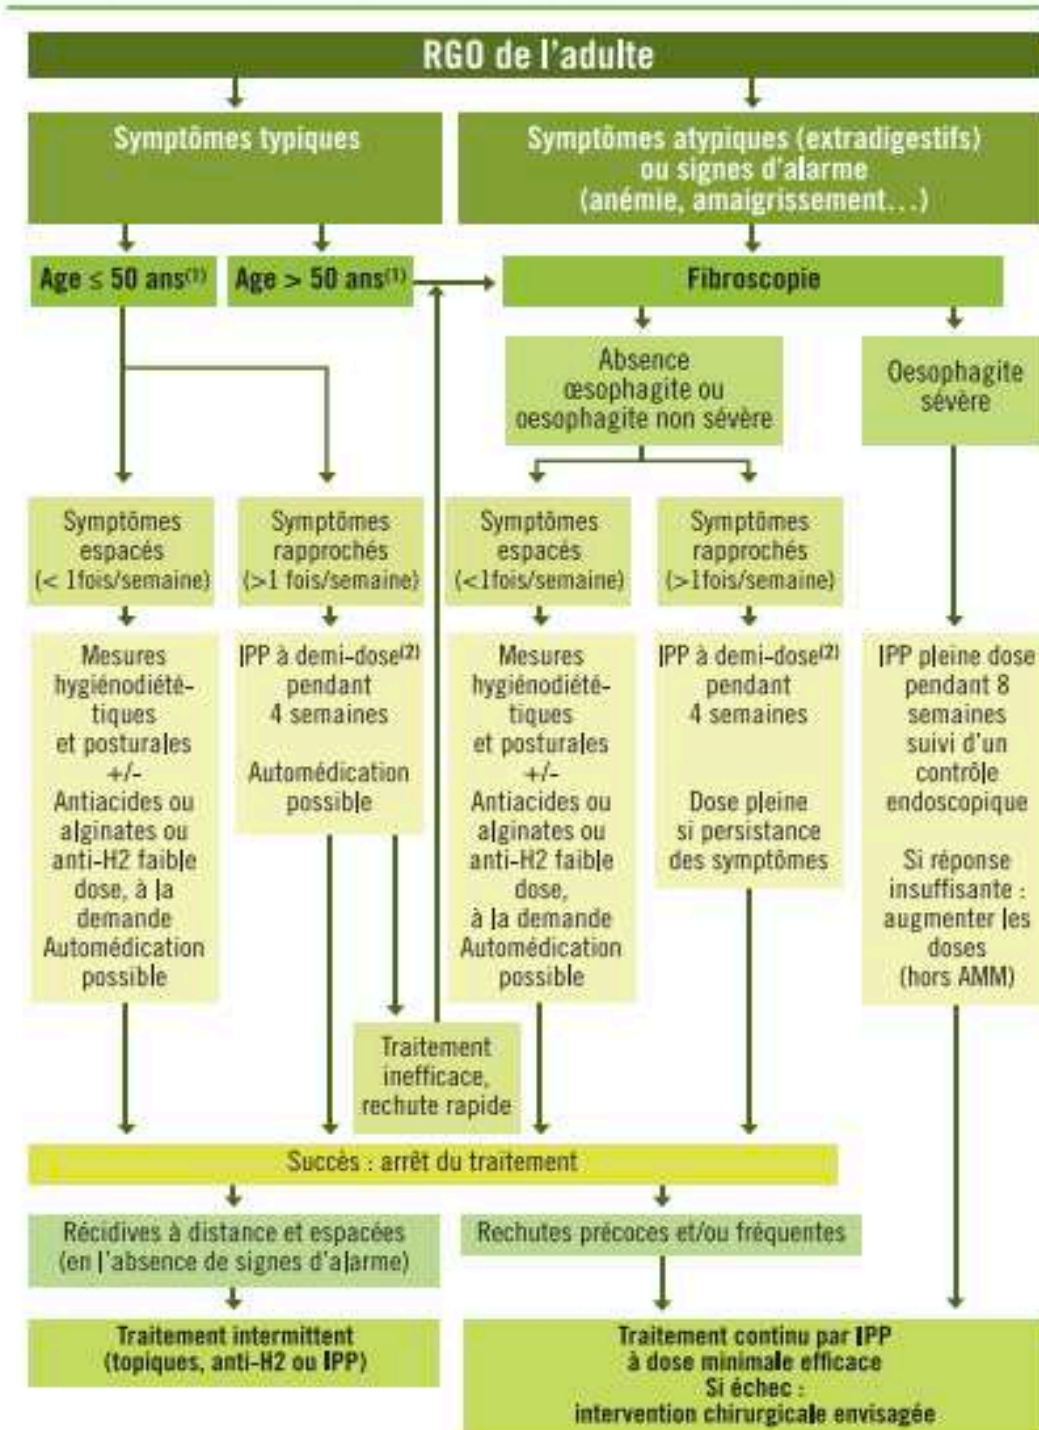 RGO de l'adulte
Symptômes typiques
Symptômes atypiques (extradigestifs)
ou signes d'alarme
(anémie, amaigrissement...)
Age ≤ 50 ans(1)
Age > 50 ans(1)
Fibroscopie
Absence
œsophagite ou
oesophagite non sévère
Oesophagite
sévère
Symptômes
espacés
(< 1fois/semaine)
Symptômes
rapprochés
(>1 fois/semaine)
Symptômes
espacés
(<1fois/semaine)
Symptômes
rapprochés
(>1fois/semaine)
Mesures
hygiénodiété-
tiques
et posturales
+/-
Antiacides ou
alginates ou
anti-H2 faible
dose, à la
demande
Automédication
possible
IPP à demi-dose(2)
pendant
4 semaines
Automédication
possible
Mesures
hygiénodiété-
tiques
et posturales
+/-
Antiacides ou
alginates ou
anti-H2 faible
dose,
à la demande
Automédication
possible
IPP à demi-dose(2)
pendant
4 semaines
Dose pleine
si persistance
des symptômes
IPP pleine dose
pendant 8
semaines
suivi d'un
contrôle
endoscopique
Si réponse
insuffisante :
augmenter les
doses
(hors AMM)
Traitement
inefficace,
rechute rapide
Succès : arrêt du traitement
Récidives à distance et espacées
(en l'absence de signes d'alarme)
Rechutes précoces et/ou fréquentes
Traitement intermittent
(topiques, anti-H2 ou IPP)
Traitement continu par IPP
à dose minimale efficace
Si échec :
intervention chirurgicale envisagée